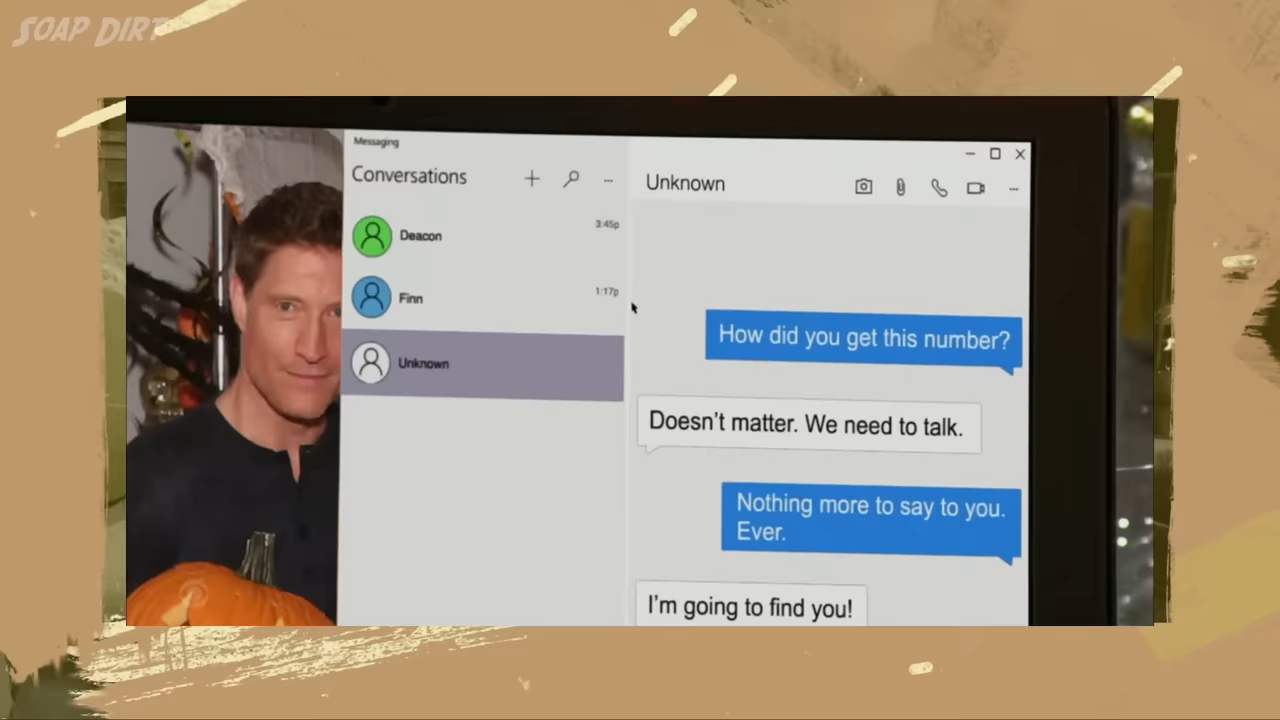 SOAP DIRT
Messaging
Conversations
Unknown
Deacon
3:45p
Finn
1:17p
Unknown
How did you get this number?
Doesn't matter. We need to talk.
Nothing more to say to you.
Ever.
I'm going to find you!